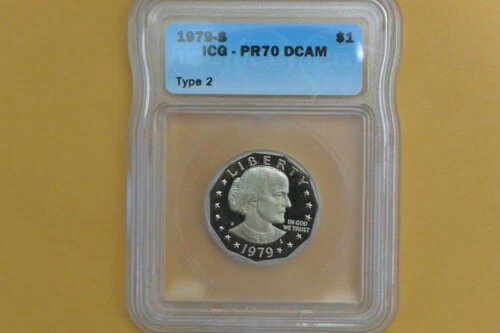 1979-S $1
ICG - PR70 DCAM
Type 2
LIBERTY
IN GOD
WE TRUST
1979